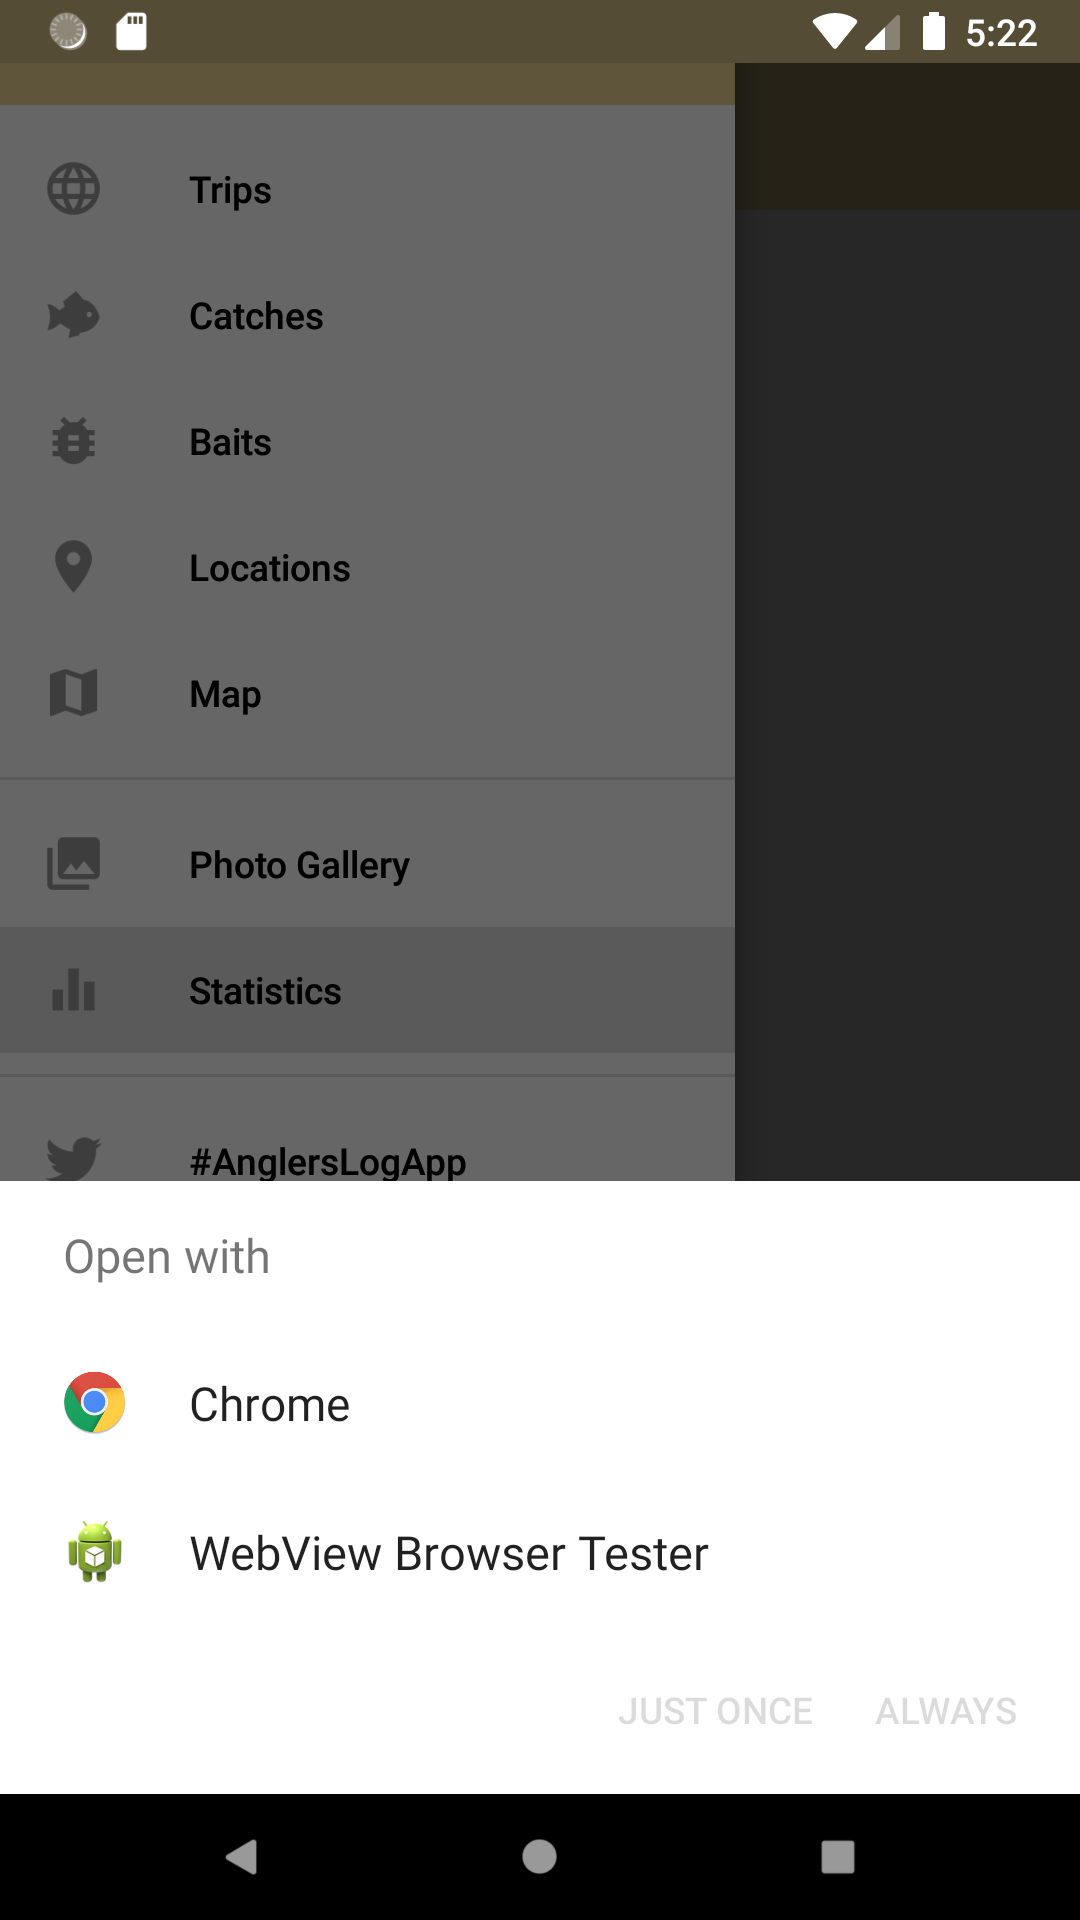 5:22
Trips
Catches
Baits
Locations
Map
Photo Gallery
Statistics
#AnglersLogApp
Open with
Chrome
WebView Browser Tester
JUST ONCE ALWAYS